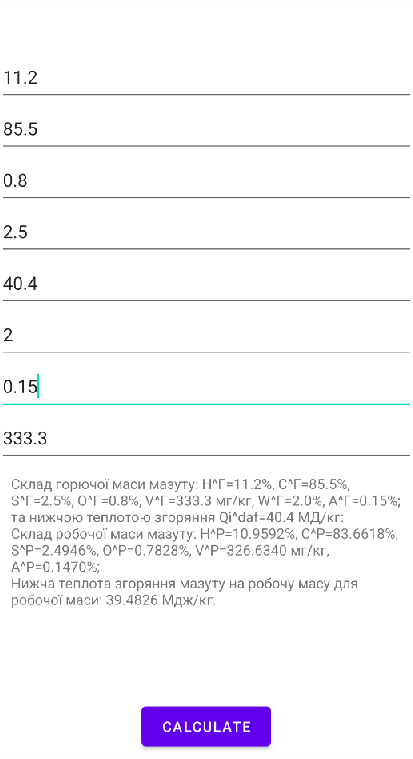 11.2
85.5
0.8
2.5
40.4
2
0.15
333.3
Склад горючої маси мазуту: H^Г=11.2%, C^Г=85.5%,
S^Г=2.5%, O^Г=0.8%, V^Г=333.3 мг/кг, W^Г=2.0%, A^Г=0.15%;
та нижчою теплотою згоряння Qi^daf=40.4 МД/кг:
Склад робочої маси мазуту: H^P=10.9592%, C^P=83.6618%,
S^P=2.4946%, O^P=0.7828%, V^P=326.6340 мг/кг,
A^P=0.1470%;
Нижча теплота згоряння мазуту на робочу масу для
робочої маси: 39.4826 Мдж/кг.
CALCULATE